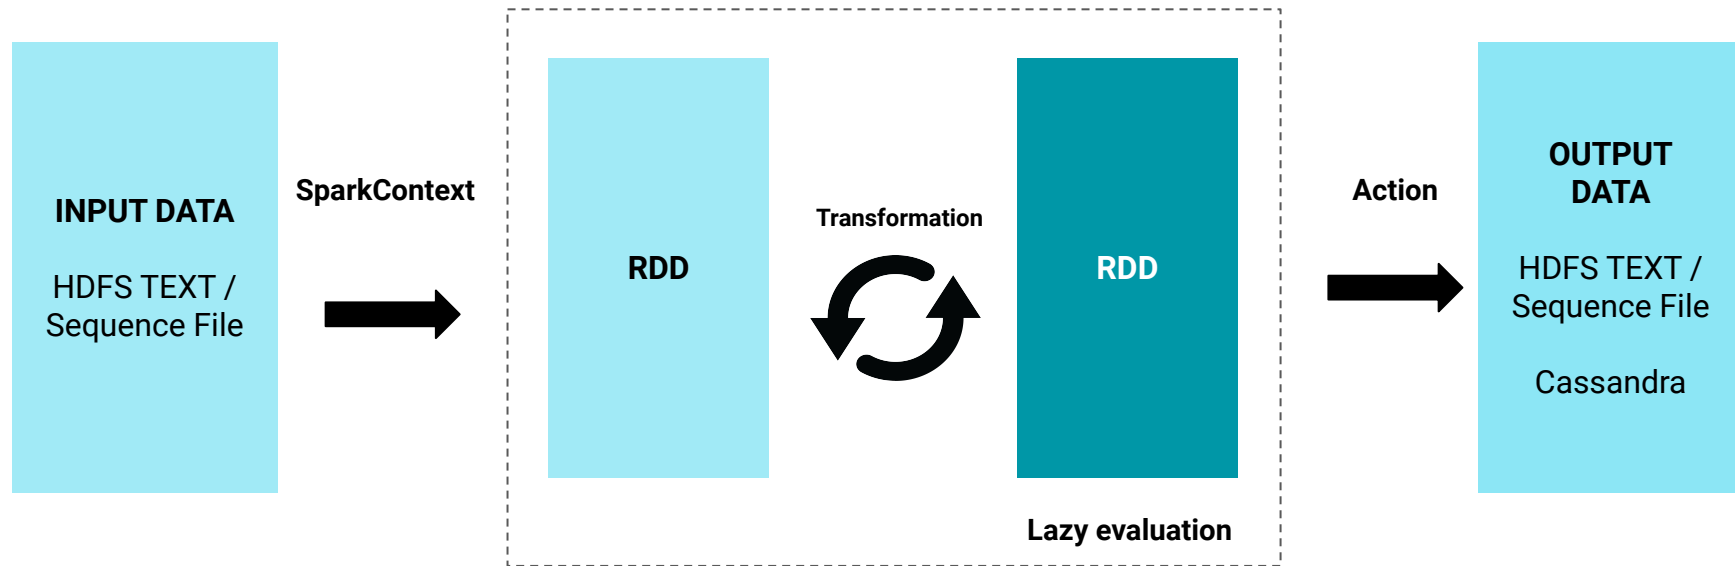 INPUT DATA
HDFS TEXT /
Sequence File
SparkContext
RDD
Transformation
RDD
Lazy evaluation
Action
OUTPUT
DATA
HDFS TEXT /
Sequence File
Cassandra